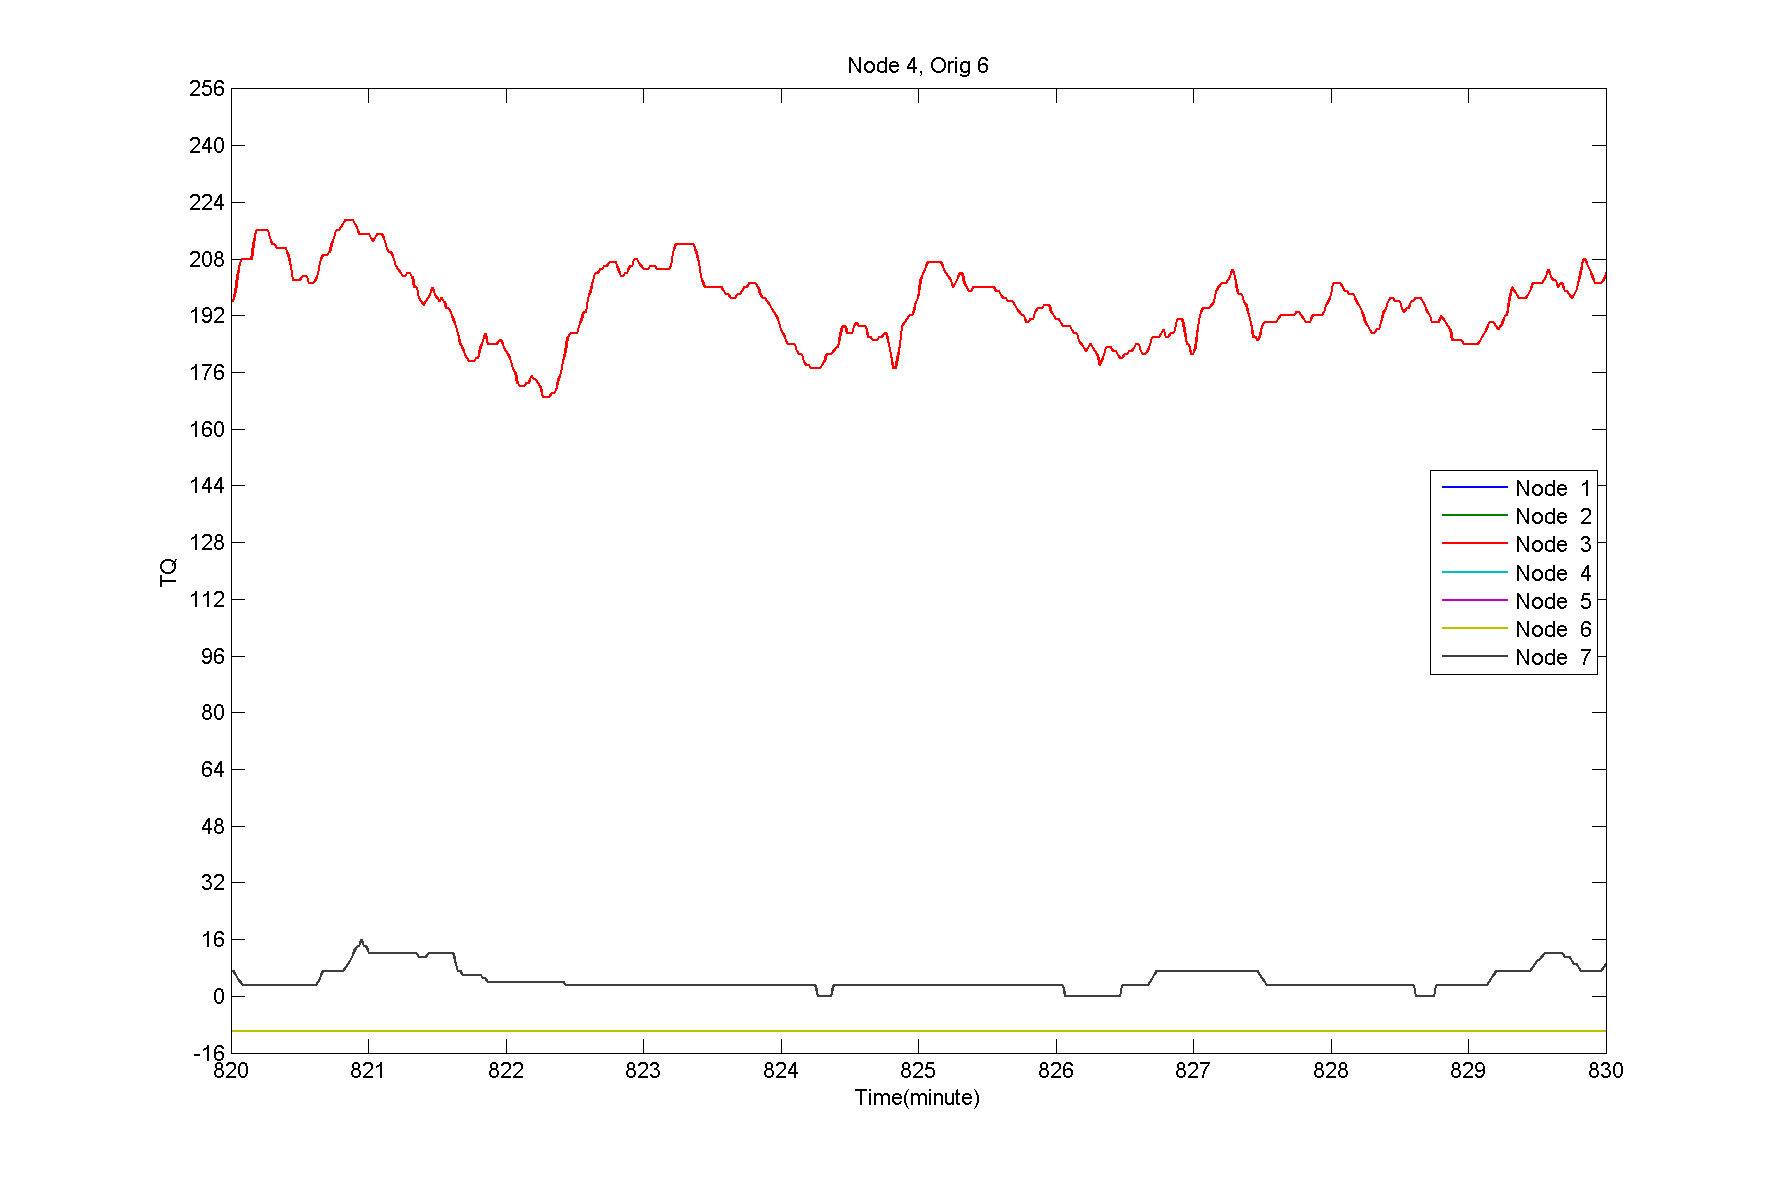 Node 4, Orig 6
256
240
224
208
192
176
160
144
128
112
96
80
64
48
32
16
0
-16
TQ
Node 1
Node 2
Node 3
Node 4
Node 5
Node 6
Node 7
820 821 822 823 824 825 826 827 828 829 830
Time(minute)